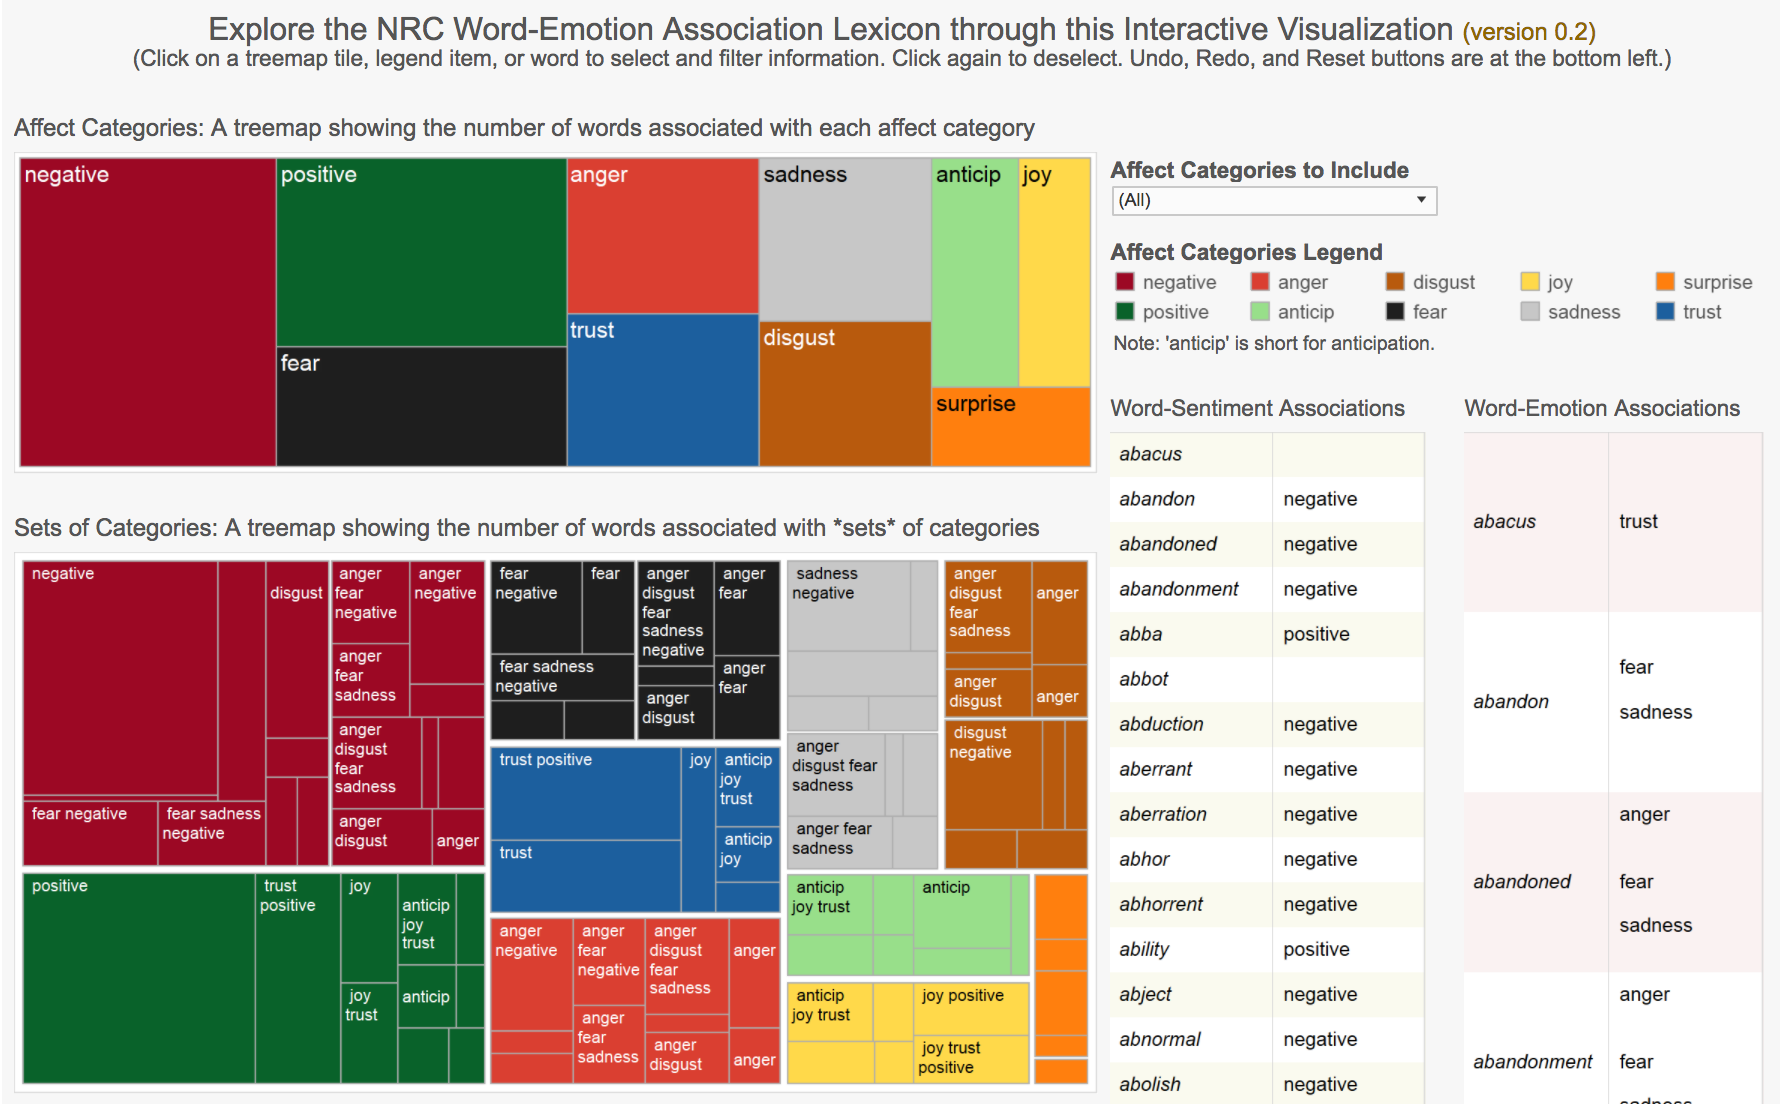 Explore the NRC Word-Emotion Association Lexicon through this Interactive Visualization (version 0.2)
(Click on a treemap tile, legend item, or word to select and filter information. Click again to deselect. Undo, Redo, and Reset buttons are at the bottom left.)
Affect Categories: A treemap showing the number of words associated with each affect category
negative
positive
fear
anger
trust
sadness
disgust
anticip
joy
surprise
Affect Categories to Include
(All)
Affect Categories Legend
negative
anger
disgust
joy
surprise
positive
anticip
fear
sadness
trust
Note: 'anticip' is short for anticipation.
Sets of Categories: A treemap showing the number of words associated with *sets* of categories
negative
disgust
fear negative
fear sadness
negative
anger
fear
negative
anger
negative
anger
fear
sadness
anger
disgust
fear
sadness
anger
disgust
anger
positive
trust
positive
joy
anticip
joy
trust
joy
trust
anticip
fear
negative
fear
fear sadness
negative
anger
disgust
fear
sadness
negative
anger
fear
anger
disgust
anger
fear
trust positive
trust
joy
anticip
joy
trust
anticip
joy
anger
negative
anger
fear
negative
anger
fear
sadness
anger
disgust
fear
sadness
anger
disgust
anger
anger
sadness
negative
anger
disgust fear
sadness
anger fear
sadness
anger
disgust
fear
sadness
anger
anger
disgust
anger
disgust
negative
anticip
joy trust
anticip
anticip
joy trust
joy positive
joy trust
positive
Word-Sentiment Associations
abacus
abandon negative
abandoned negative
abandonment negative
abba positive
abbot
abduction negative
aberrant negative
aberration negative
abhor negative
abhorrent negative
ability positive
abject negative
abnormal negative
abolish negative
Word-Emotion Associations
abacus trust
abandon
fear
sadness
abandoned
anger
fear
sadness
abandonment
anger
fear